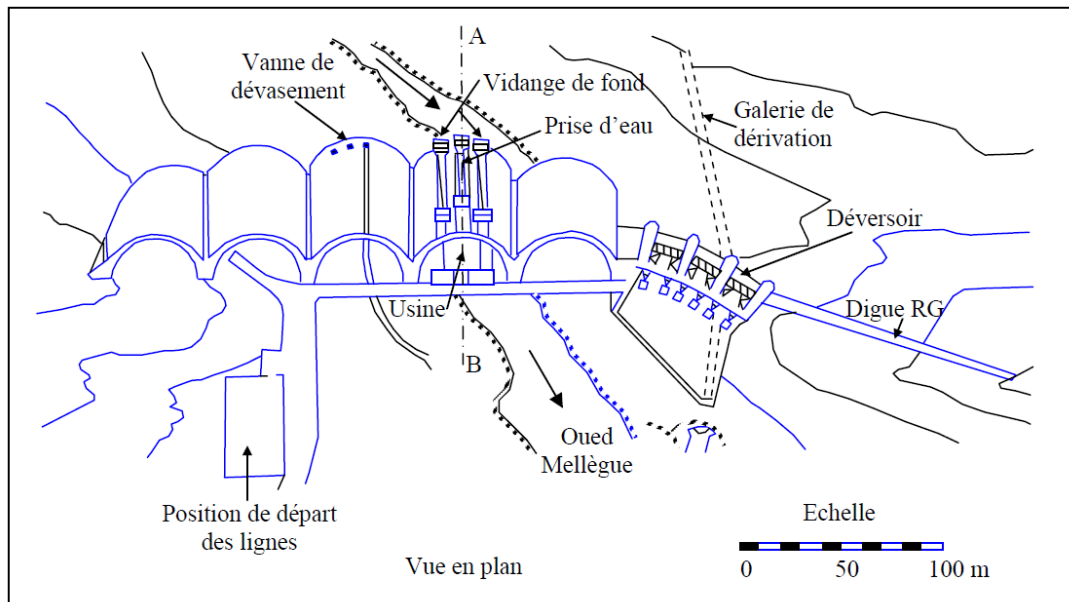 A
Vanne de
dévasement
Vidange de fond
Prise d'eau
Galerie de
dérivation
Déversoir
Usine
Digue RG
B
Oued
Mellègue
Position de départ
des lignes
Vue en plan
Echelle
0 50 100 m